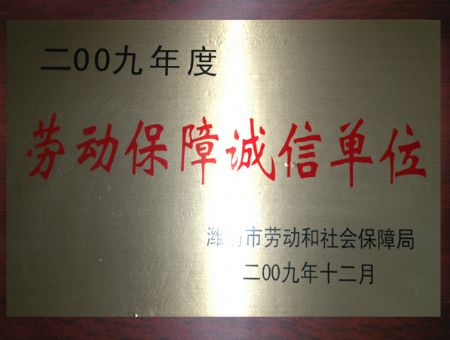 二00九年度
劳动保障诚信单位
潍坊市劳动和社会保障局
二00九年十二月